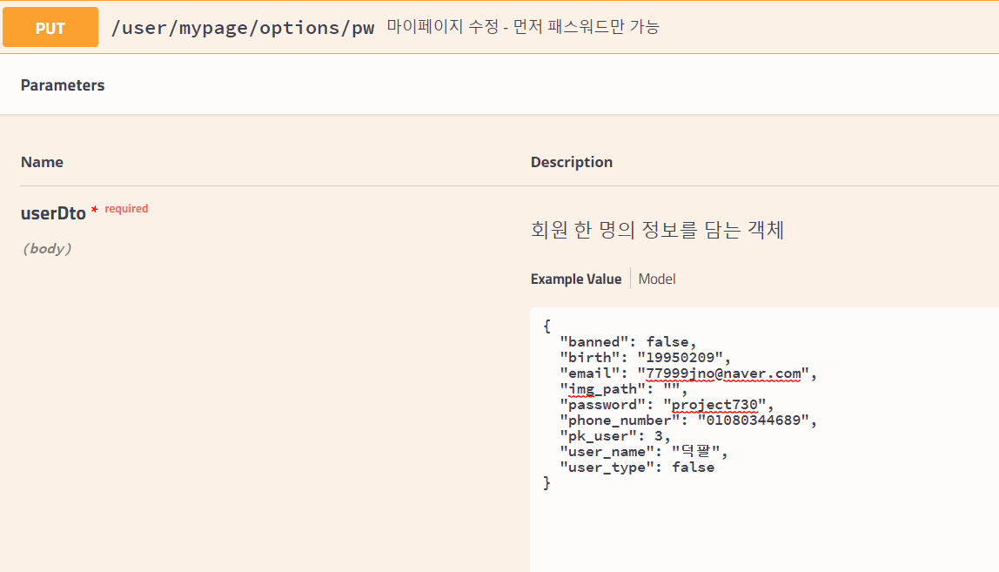 PUT /user/mypage/options/pw 마이페이지 수정 - 먼저 패스워드만 가능
Parameters
Name Description
userDto * required
(body)
회원 한 명의 정보를 담는 객체
Example Value Model
{
"banned": false,
"birth": "19950209",
"email": "77999jno@naver.com",
"img_path": "",
"password": "project730",
"phone_number": "01080344689",
"pk_user": 3,
"user_name": "덕팔",
"user_type": false
}